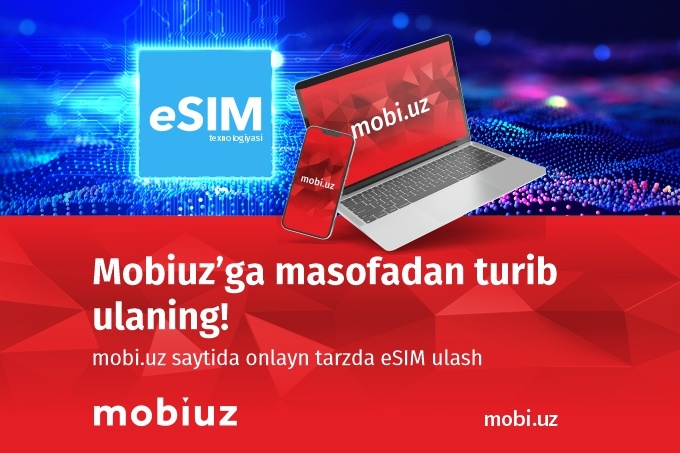 eSIM
texnologiyasi
mobi.uz
mobi.uz
Mobiuz’ga masofadan turib
ulaning!
mobi.uz saytida onlayn tarzda eSIM ulash
mobiuz
mobi.uz